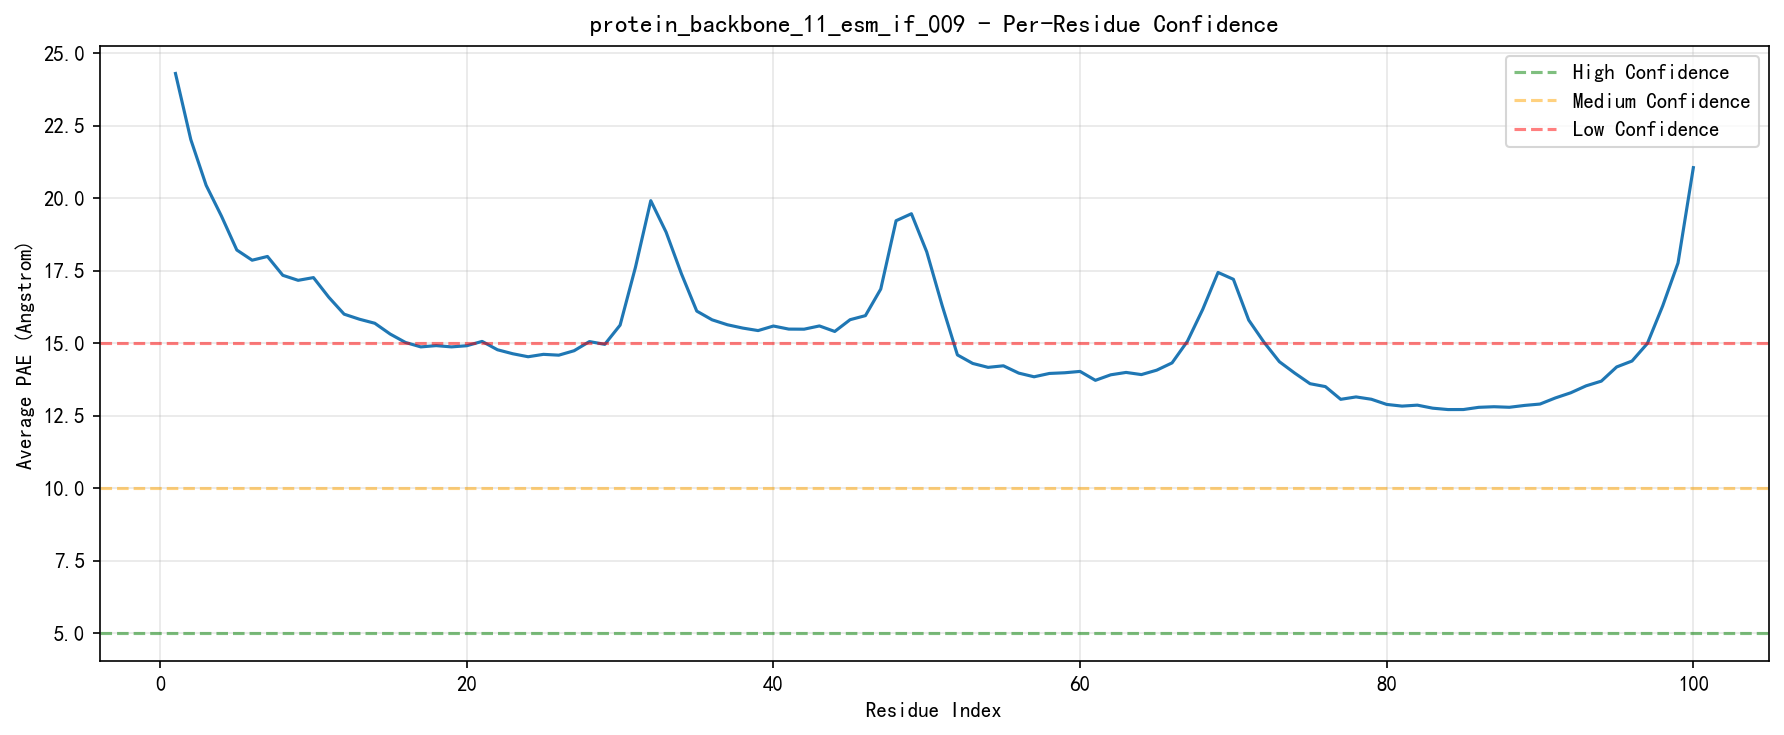 protein_backbone_11_esm_if_009 - Per-Residue Confidence
25.0
22.5
20.0
17.5
15.0
12.5
10.0
7.5
5.0
Average PAE (Angstrom)
High Confidence
Medium Confidence
Low Confidence
0
20
40
60
80
100
Residue Index